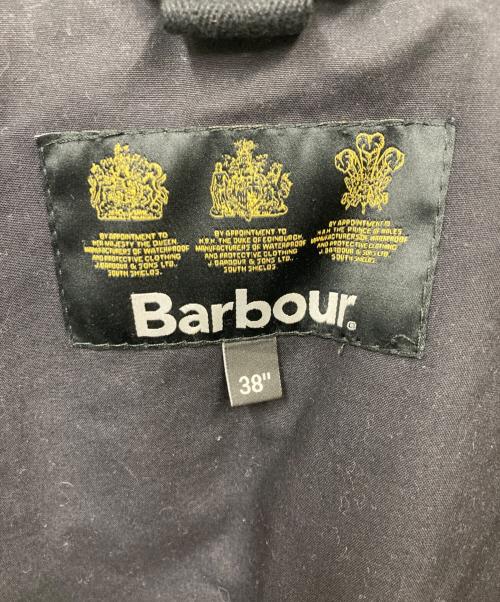 BY APPOINTMENT TO
HER MAJESTY THE QUEEN
MANUFACTURERS OF WATERPROOF
AND PROTECTIVE CLOTHING
J. BARBOUR & SONS LTD.
SOUTH SHIELDS.
BY APPOINTMENT TO
H.R.H. THE DUKE OF EDINBURGH
MANUFACTURERS OF WATERPROOF
AND PROTECTIVE CLOTHING
J. BARBOUR & SONS LTD.
SOUTH SHIELDS.
BY APPOINTMENT TO
H.R.H. THE PRINCE OF WALES
MANUFACTURERS OF WATERPROOF
AND PROTECTIVE CLOTHING
J. BARBOUR & SONS LTD.
SOUTH SHIELDS.
Barbour®
38"